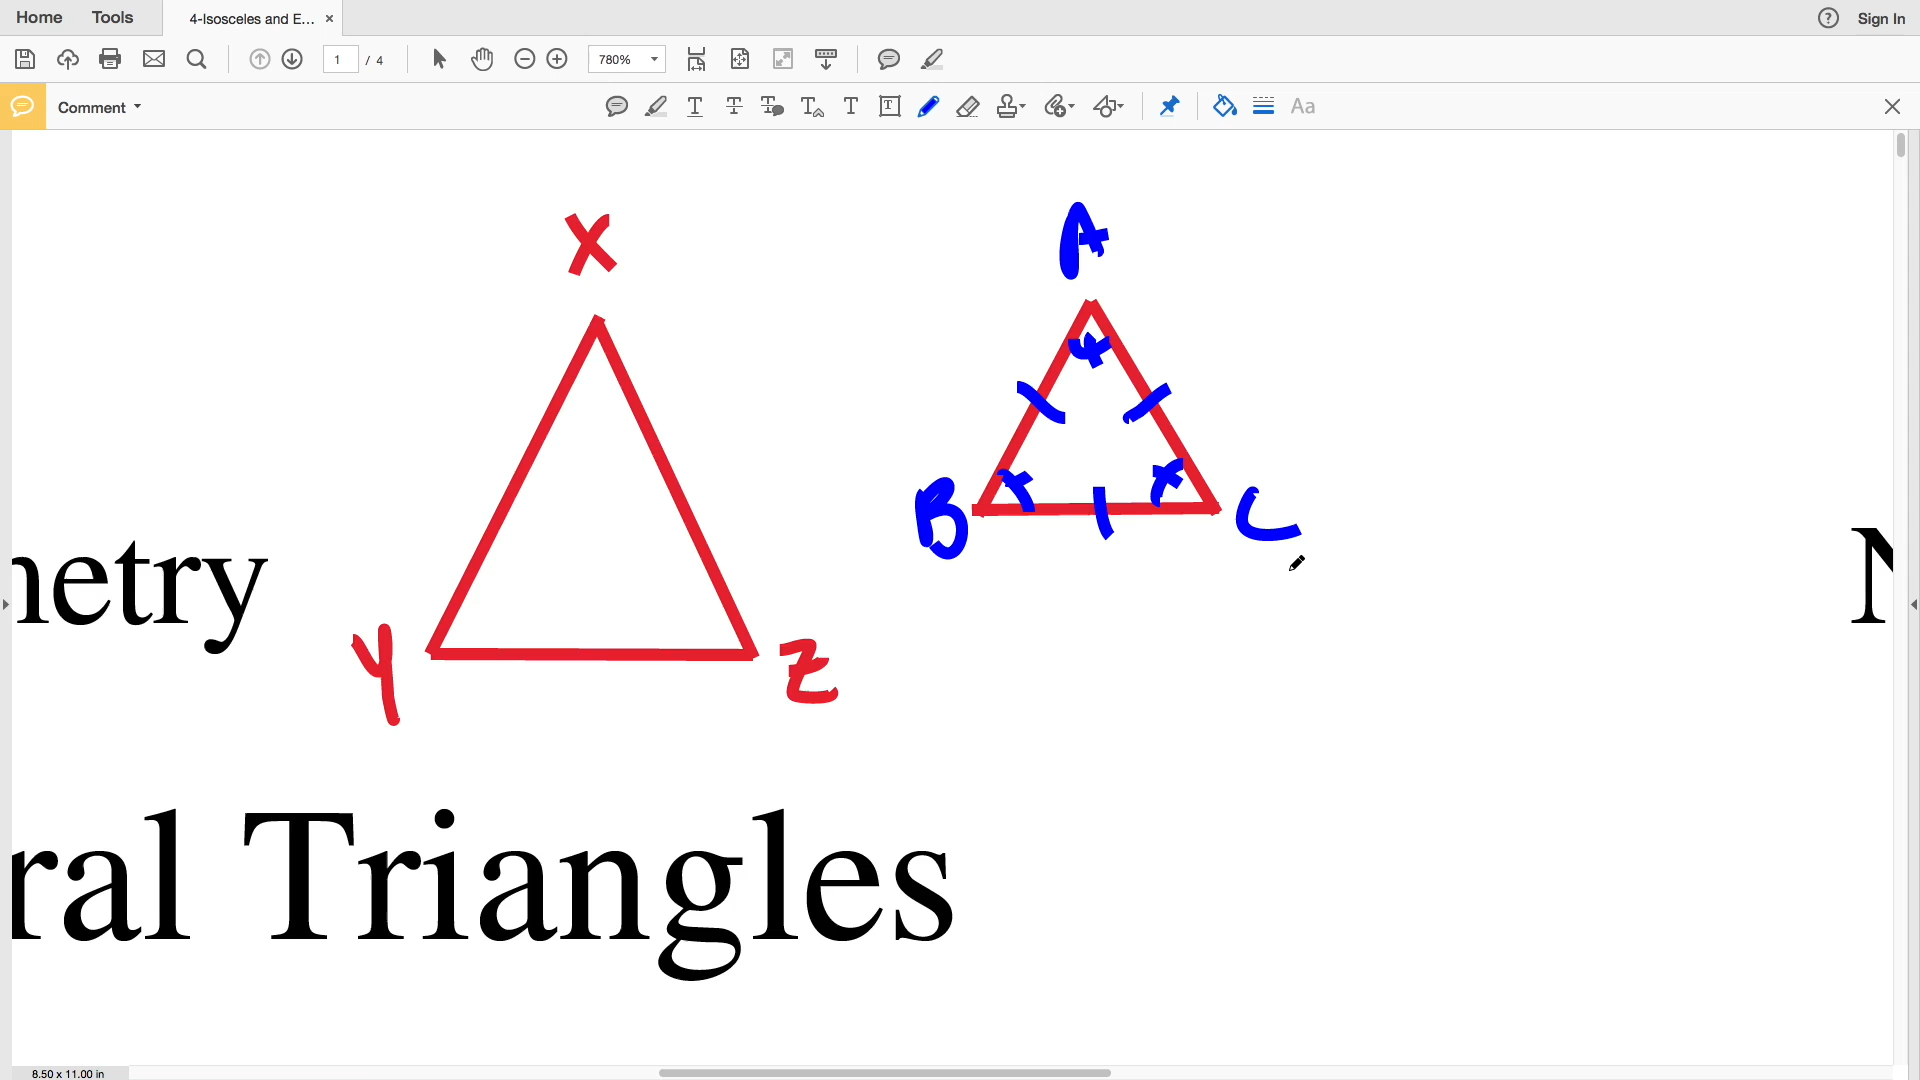 Home Tools 4-Isosceles and E... × ? Sign In
1 / 4 780%
Comment T T T T T T Aa
X A
B C
netry N
y z
ral Triangles
8.50 x 11.00 in